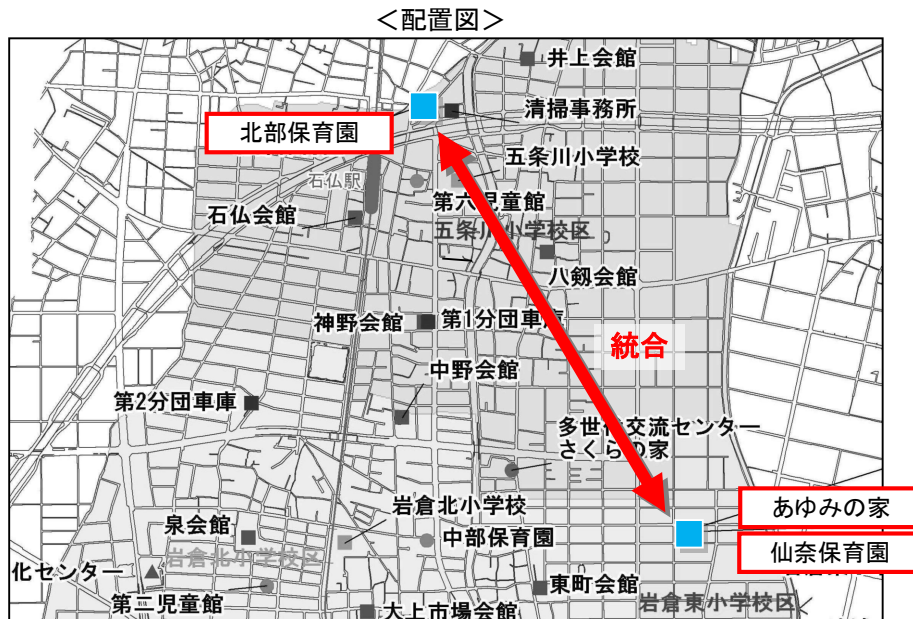 ＜配置図＞
井上会館
清掃事務所
北部保育園
五条川小学校
石仏駅
第六児童館
石仏会館
五条川小学校区
八剱会館
神野会館
第1分団車庫
統合
中野会館
第2分団車庫
多世代交流センター
さくらの家
岩倉北小学校
あゆみの家
泉会館
中部保育園
仙奈保育園
岩倉北小学校区
化センター
東町会館
第二児童館
大上市場会館
岩倉東小学校区